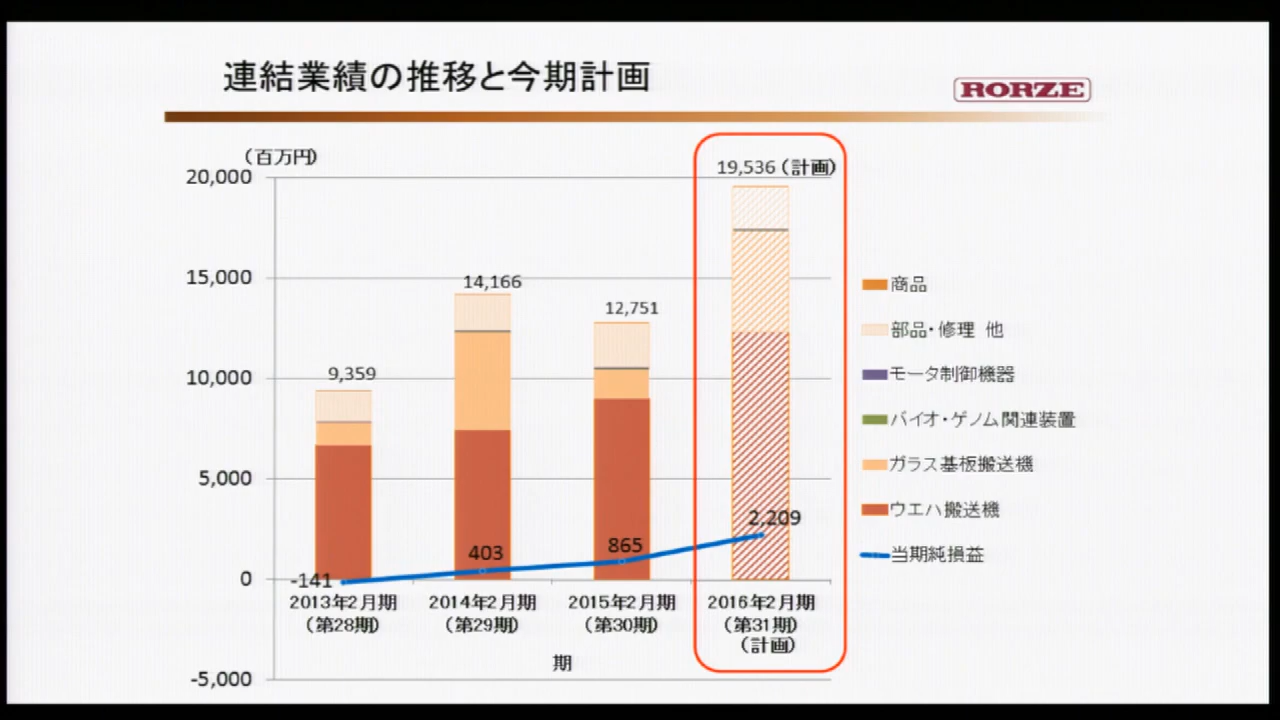 連結業績の推移と今期計画
RORZE
（百万円）
20,000
15,000
10,000
5,000
0
-5,000
9,359
14,166
12,751
19,536（計画）
-141
403
865
2,209
2013年2月期
（第28期）
2014年2月期
（第29期）
2015年2月期
（第30期）
2016年2月期
（第31期）
（計画）
期
商品
部品・修理 他
モータ制御機器
バイオ・ゲノム関連装置
ガラス基板搬送機
ウエハ搬送機
当期純損益